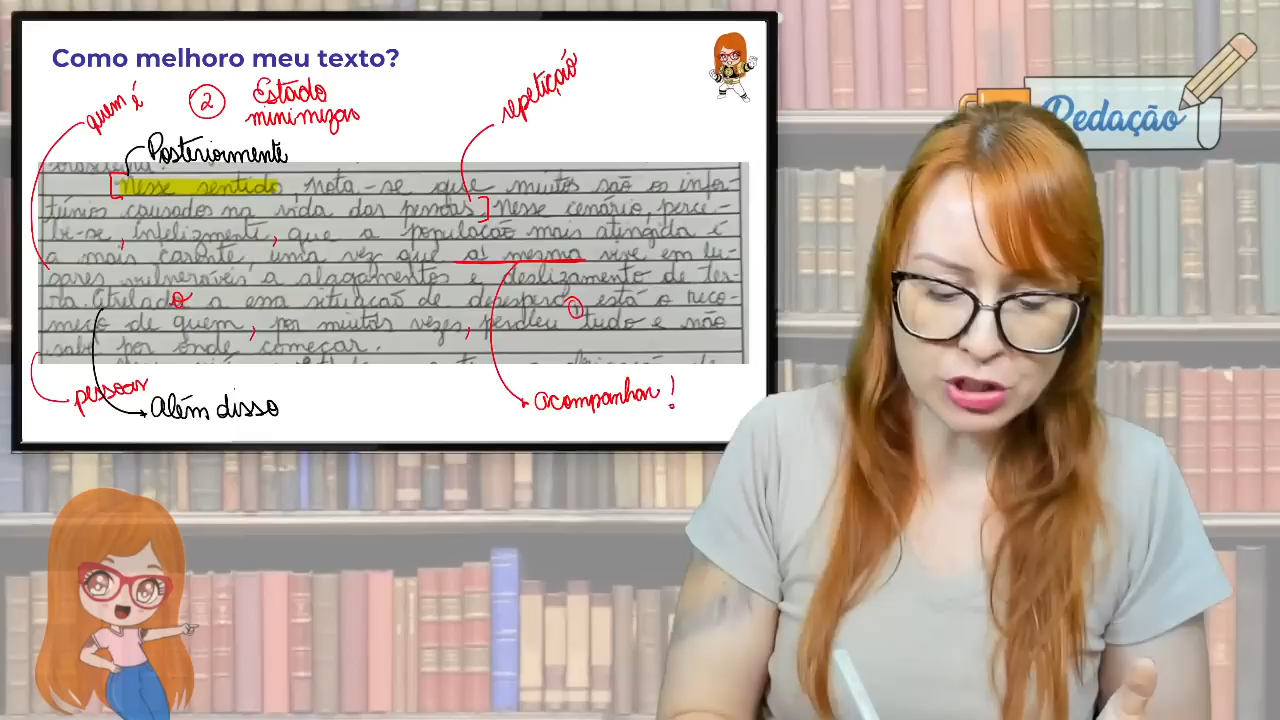 Como melhoro meu texto?
quem é
2
Estado
minimizar
repetição
Posteriormente
Nesse sentido, nota-se que muitos são os infor-
túnios causados na vida das pessoas] Nesse cenário, perce-
be-se, infelizmente, que a população mais atingida é
a mais carente, uma vez que a mesma vive em lu-
gares vulneráveis a alagamentos e deslizamento de ter-
ra. Atrelado a essa situação de desespero está o reco-
1
meço de quem, por muitas vezes, perdeu tudo e não
sabe por onde começar.
pessoas
Além disso
acompanhar!
Redação